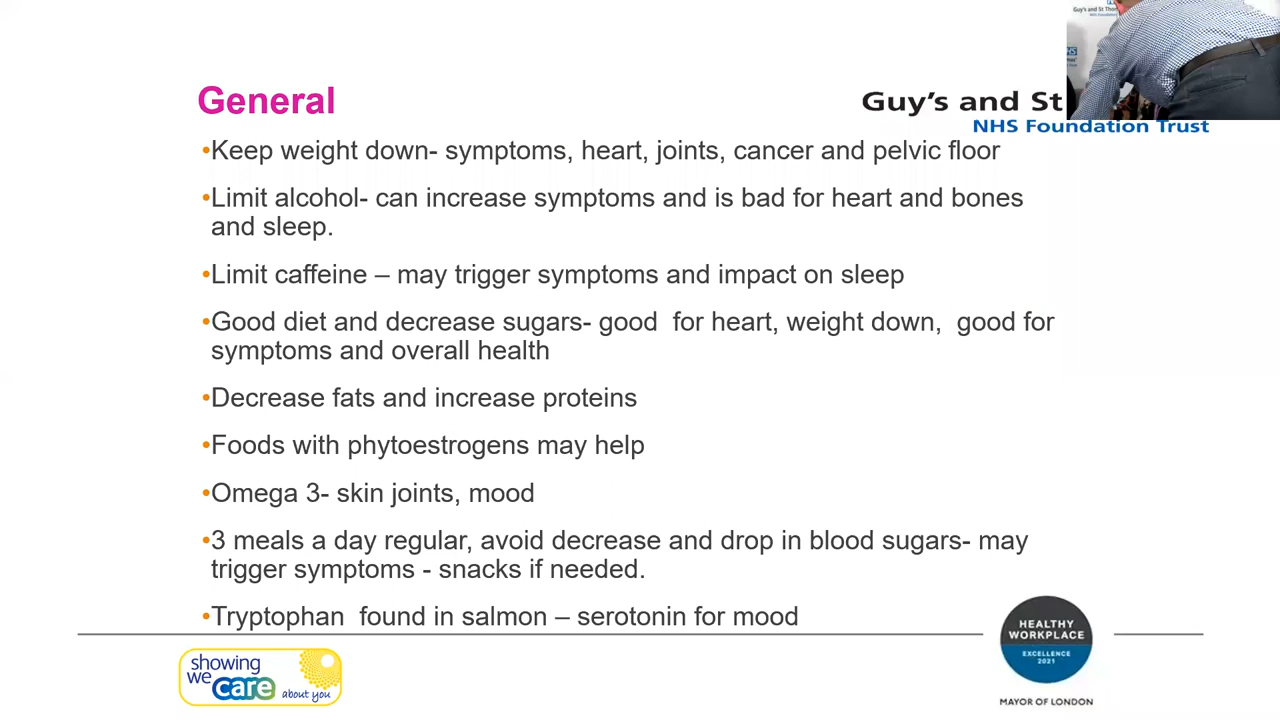 General
Guy's and St
NHS Foundation Trust
•Keep weight down- symptoms, heart, joints, cancer and pelvic floor
•Limit alcohol- can increase symptoms and is bad for heart and bones
and sleep.
•Limit caffeine – may trigger symptoms and impact on sleep
•Good diet and decrease sugars- good  for heart, weight down,  good for
symptoms and overall health
•Decrease fats and increase proteins
•Foods with phytoestrogens may help
•Omega 3- skin joints, mood
•3 meals a day regular, avoid decrease and drop in blood sugars- may
trigger symptoms - snacks if needed.
•Tryptophan  found in salmon – serotonin for mood
showing
we care about you
HEALTHY
WORKPLACE
EXCELLENCE
2021
MAYOR OF LONDON